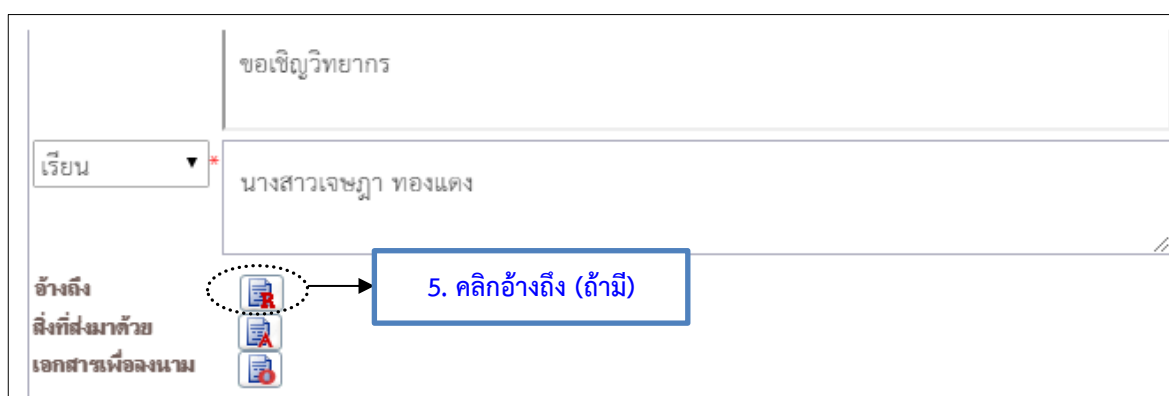 ขอเชิญวิทยากร
เรียน ▼ *
นางสาวเจษฎา ทองแดง
อ้างถึง R 5. คลิกอ้างถึง (ถ้ามี)
สิ่งที่ส่งมาด้วย A
เอกสารเพื่อลงนาม O